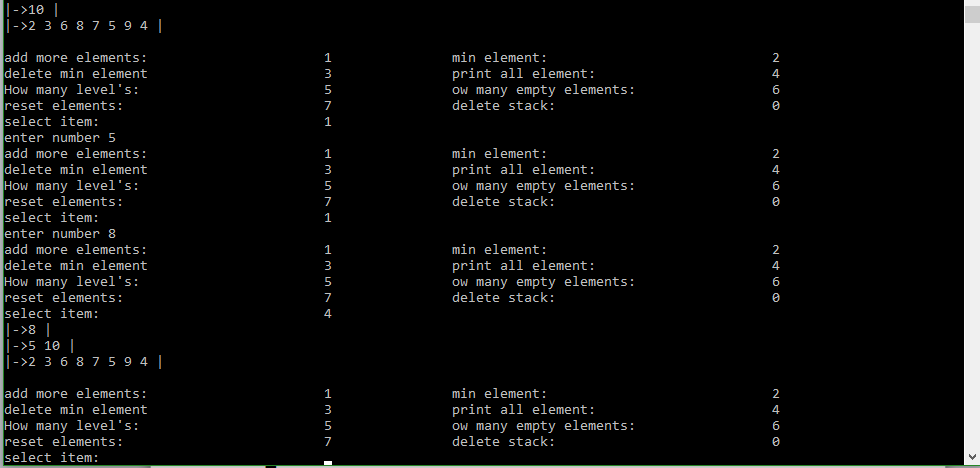 |->10 |
|->2 3 6 8 7 5 9 4 |
add more elements: 1 min element: 2
delete min element 3 print all element: 4
How many level's: 5 ow many empty elements: 6
reset elements: 7 delete stack: 0
select item: 1
enter number 5
add more elements: 1 min element: 2
delete min element 3 print all element: 4
How many level's: 5 ow many empty elements: 6
reset elements: 7 delete stack: 0
select item: 1
enter number 8
add more elements: 1 min element: 2
delete min element 3 print all element: 4
How many level's: 5 ow many empty elements: 6
reset elements: 7 delete stack: 0
select item: 4
|->8 |
|->5 10 |
|->2 3 6 8 7 5 9 4 |
add more elements: 1 min element: 2
delete min element 3 print all element: 4
How many level's: 5 ow many empty elements: 6
reset elements: 7 delete stack: 0
select item: